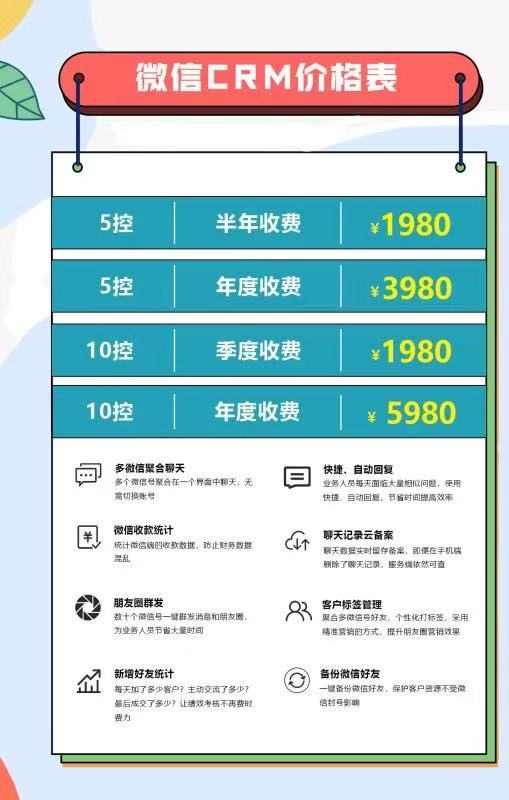 微信CRM价格表
5控 半年收费 ¥1980
5控 年度收费 ¥3980
10控 季度收费 ¥1980
10控 年度收费 ¥ 5980
多微信聚合聊天
多个微信号聚合在一个界面中聊天，无
需切换账号
快捷、自动回复
业务人员每天面临大量相似问题，使用
快捷、自动回复，节省时间提高效率
微信收款统计
统计微信端的收款数据，防止财务数据
混乱
聊天记录云备案
聊天数据实时留存备案，即便在手机端
删除了聊天记录，服务端依然可查
朋友圈群发
数十个微信号一键群发消息和朋友圈，
为业务人员节省大量时间
客户标签管理
聚合多微信号好友，个性化打标签，采用
精准营销的方式，提升朋友圈营销效果
新增好友统计
每天加了多少客户？主动交流了多少？
最后成交了多少？让绩效考核不再费时
费力
备份微信好友
一键备份微信好友，保护客户资源不受微
信封号影响